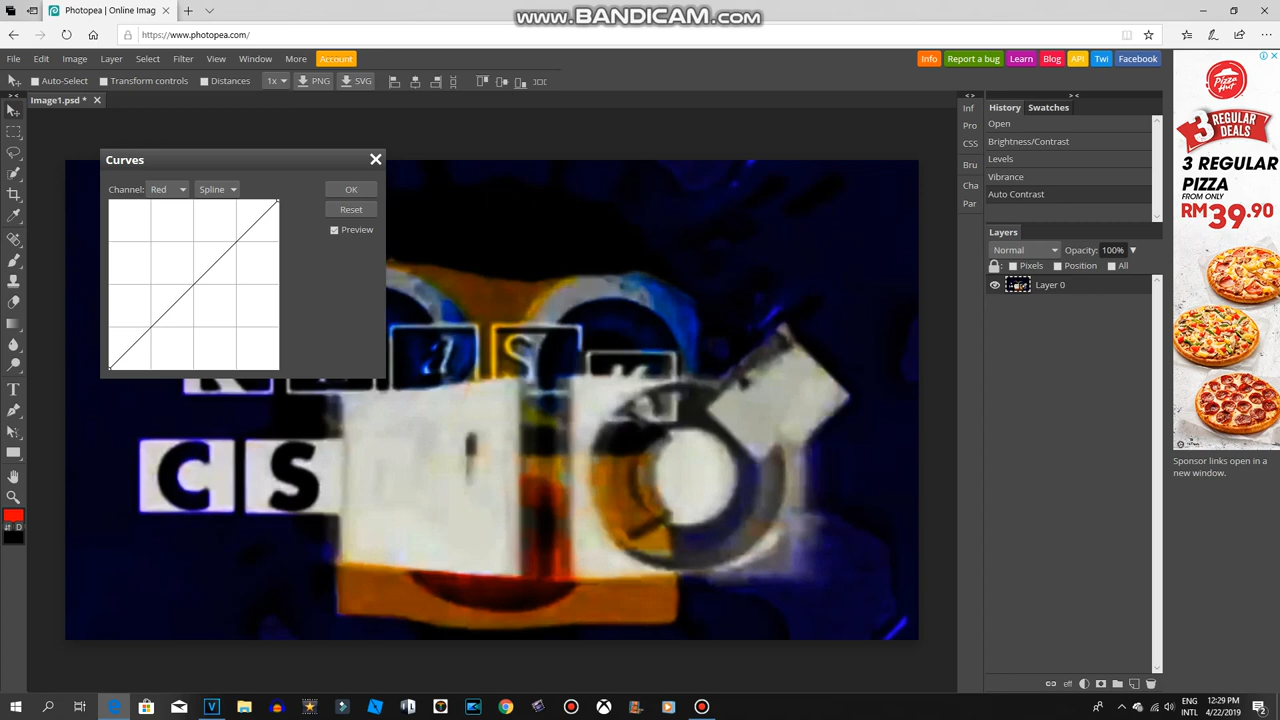 www.BANDICAM.com
Photopea | Online Imag
https://www.photopea.com/
File Edit Image Layer Select Filter View Window More Account
Info Report a bug Learn Blog API Twi Facebook
Auto-Select Transform controls Distances 1x PNG SVG
Image1.psd *
Curves
Channel: Red Spline OK
Reset
Preview
Inf
Pro
CSS
Bru
Cha
Par
History Swatches
Open
Brightness/Contrast
Levels
Vibrance
Auto Contrast
Layers
Normal Opacity: 100%
Pixels Position All
Layer 0
K
S
K
C S
D
T
Pizza Hut
3 REGULAR DEALS
3 REGULAR
PIZZA
FROM ONLY
RM39.90
Sponsor links open in a
new window.
ENG
INTL
12:29 PM
4/22/2019
2